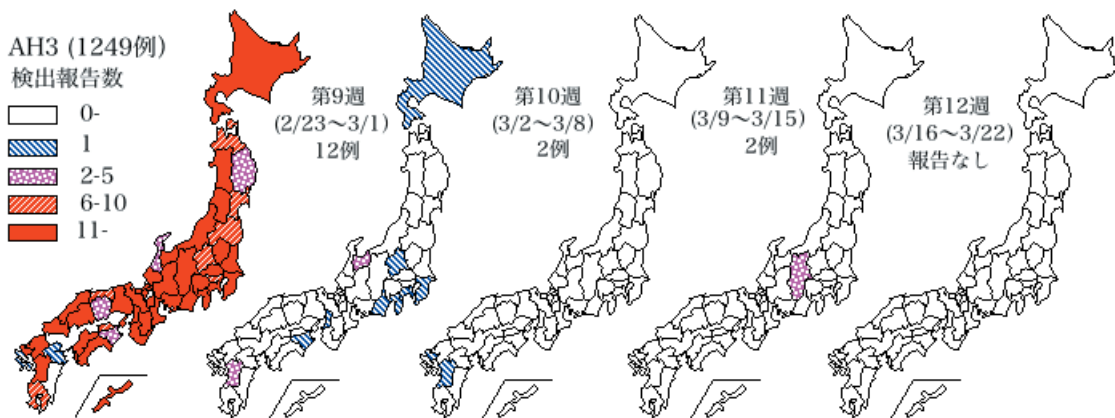 AH3 (1249例)
検出報告数
0-
1
2-5
6-10
11-
第9週
(2/23～3/1)
12例
第10週
(3/2～3/8)
2例
第11週
(3/9～3/15)
2例
第12週
(3/16～3/22)
報告なし